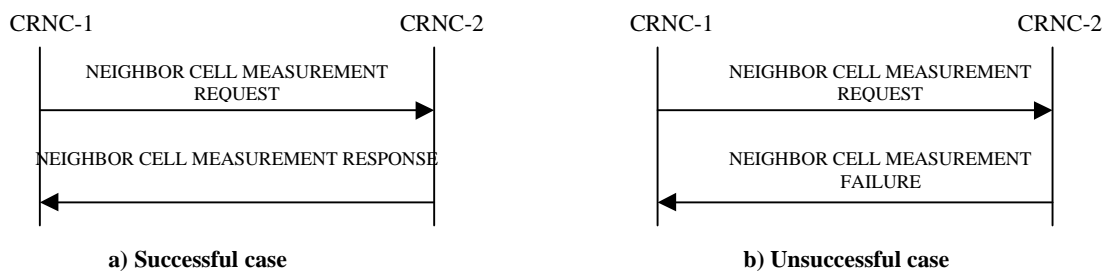 CRNC-1
CRNC-2
NEIGHBOR CELL MEASUREMENT
REQUEST
NEIGHBOR CELL MEASUREMENT RESPONSE
a) Successful case
CRNC-1
CRNC-2
NEIGHBOR CELL MEASUREMENT
REQUEST
NEIGHBOR CELL MEASUREMENT
FAILURE
b) Unsuccessful case